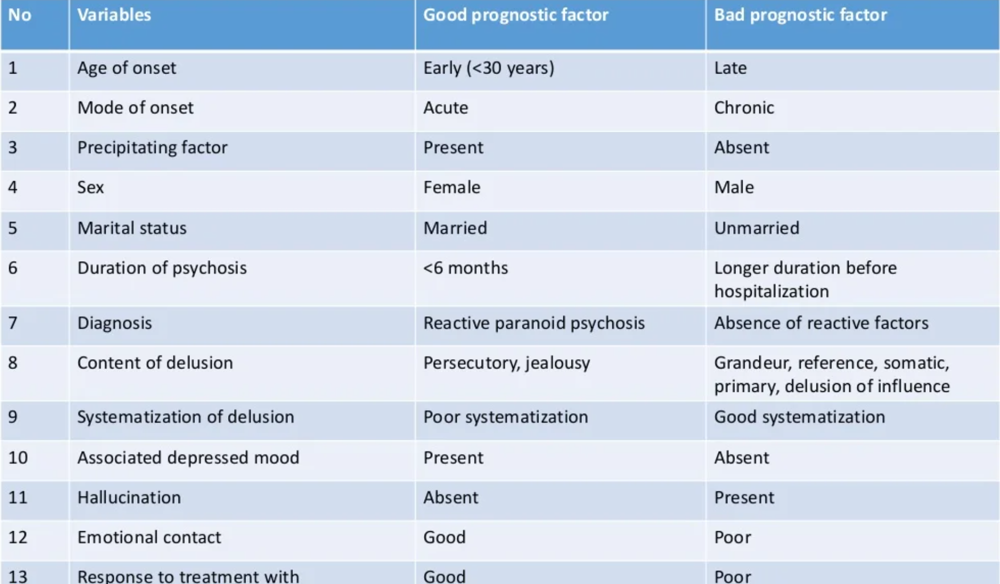 No Variables Good prognostic factor Bad prognostic factor
1 Age of onset Early (<30 years) Late
2 Mode of onset Acute Chronic
3 Precipitating factor Present Absent
4 Sex Female Male
5 Marital status Married Unmarried
6 Duration of psychosis <6 months Longer duration before
hospitalization
7 Diagnosis Reactive paranoid psychosis Absence of reactive factors
8 Content of delusion Persecutory, jealousy Grandeur, reference, somatic,
primary, delusion of influence
9 Systematization of delusion Poor systematization Good systematization
10 Associated depressed mood Present Absent
11 Hallucination Absent Present
12 Emotional contact Good Poor
13 Response to treatment with Good Poor